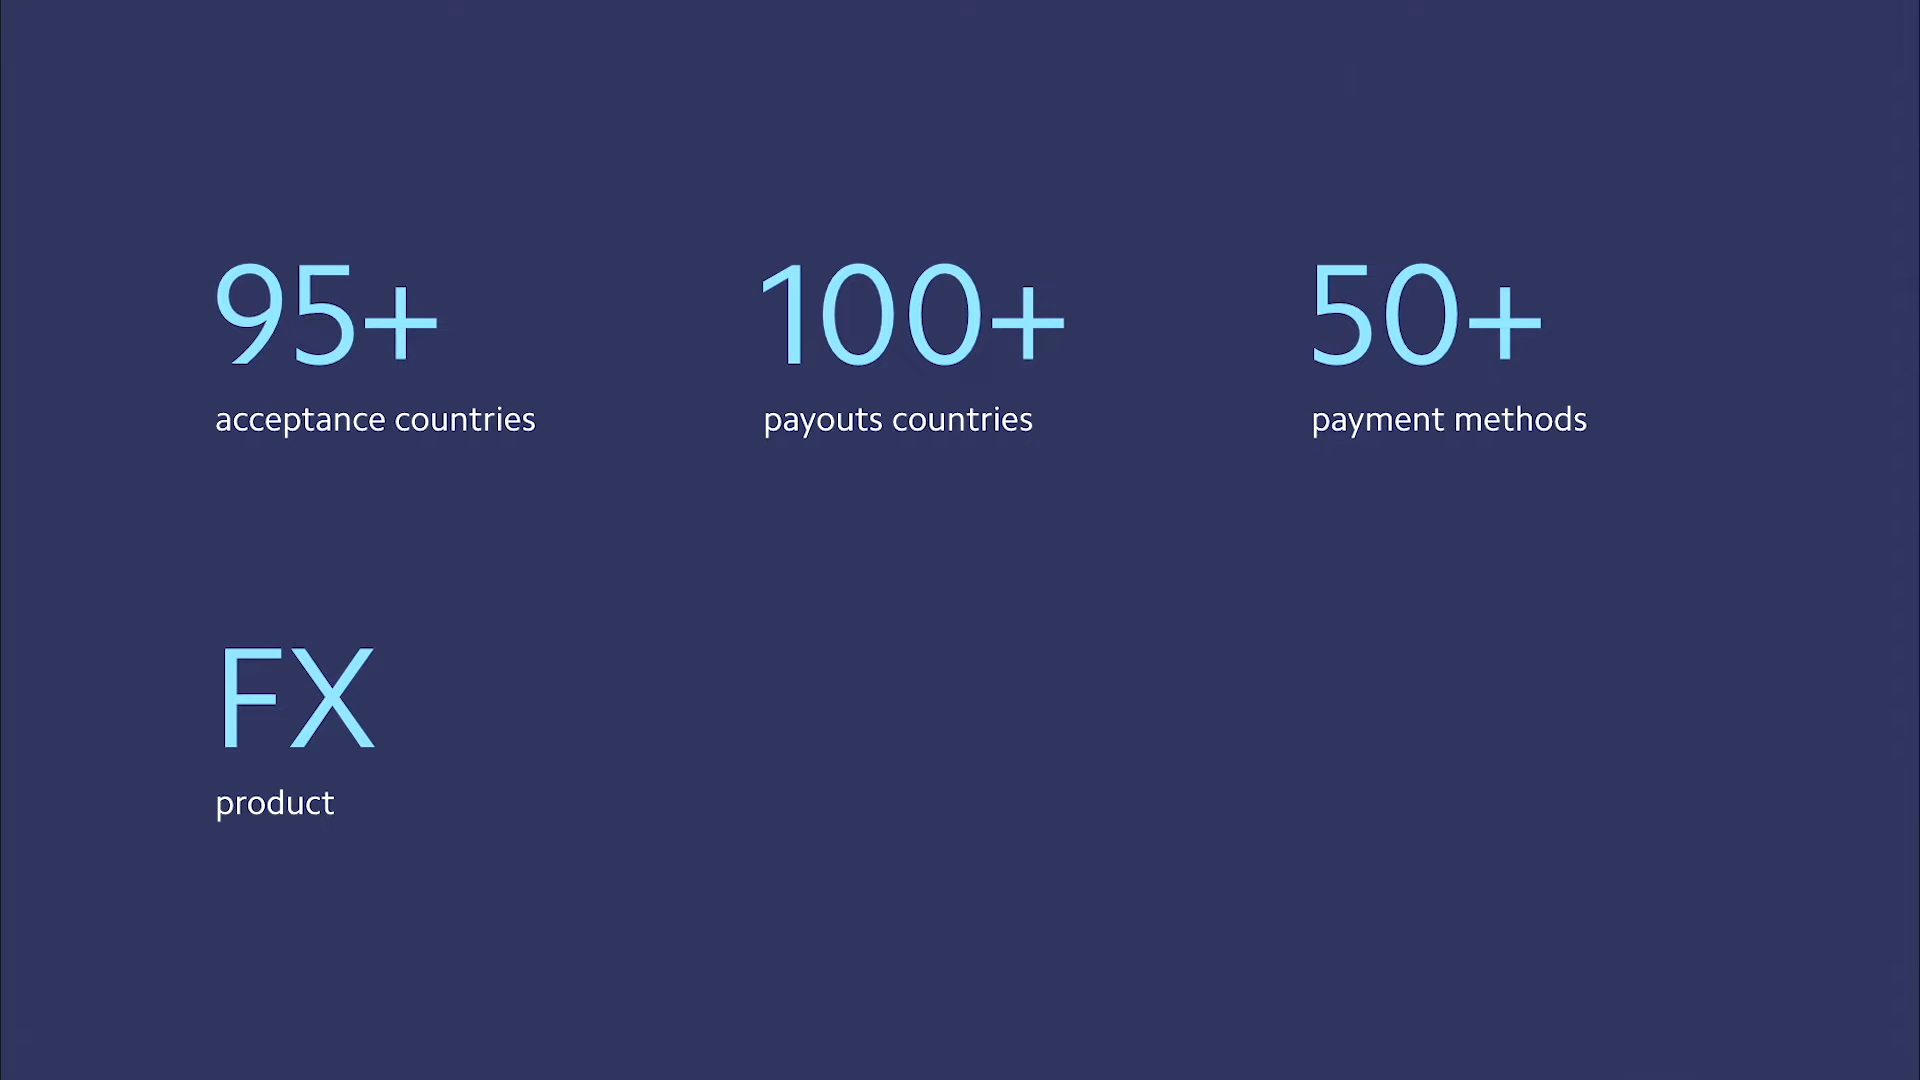 95+
acceptance countries
100+
payouts countries
50+
payment methods
FX
product